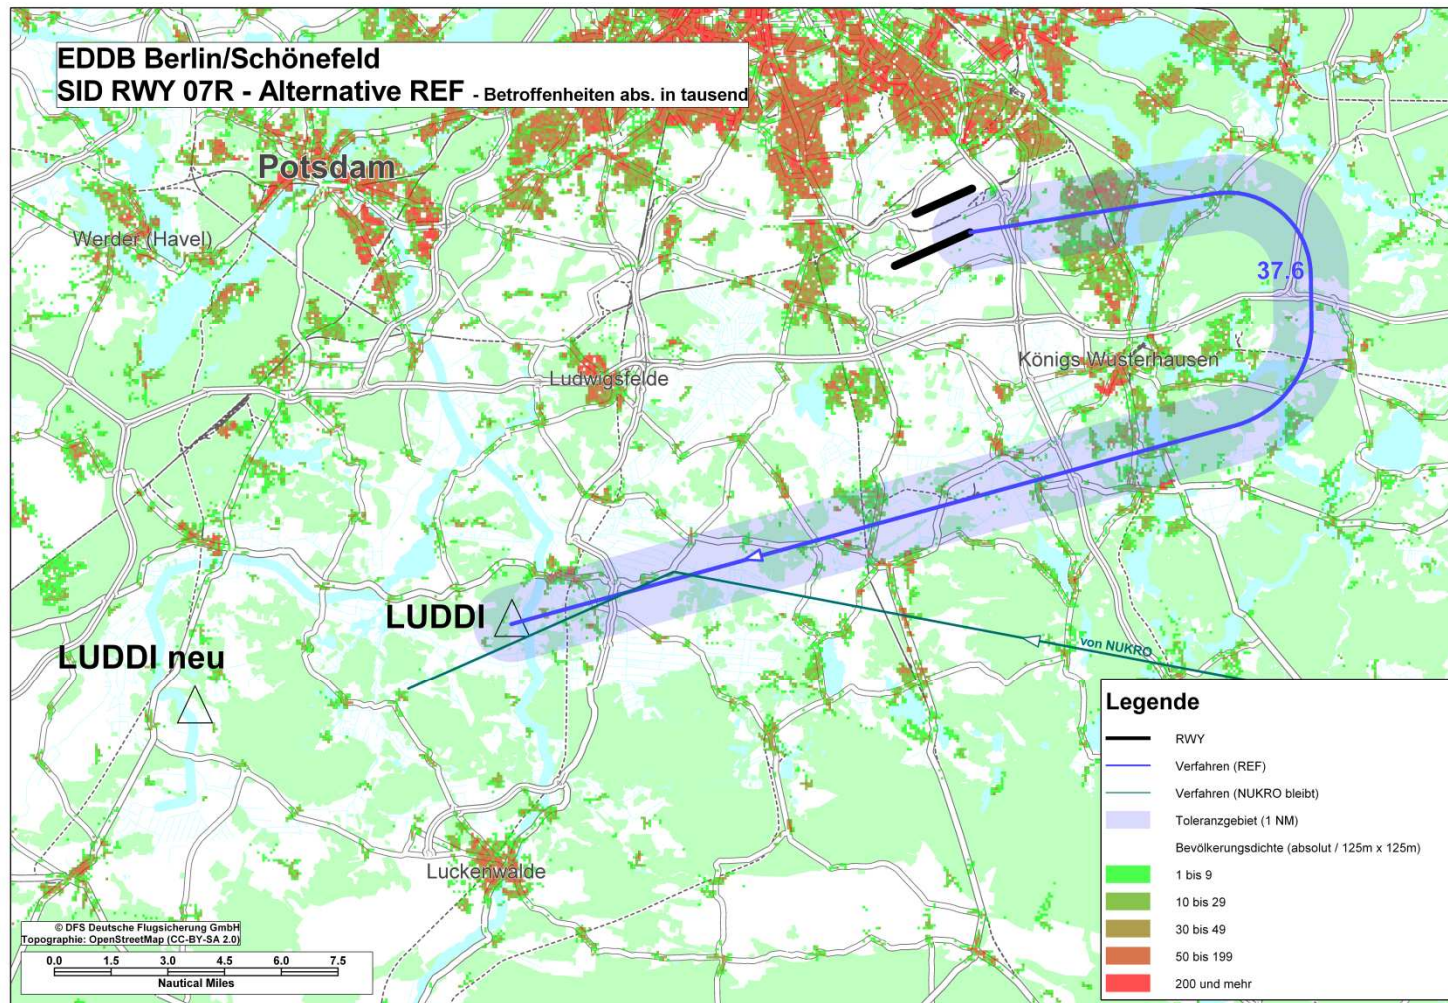 EDDB Berlin/Schönefeld
SID RWY 07R - Alternative REF - Betroffenheiten abs. in tausend
Potsdam
Werder (Havel)
37.6
Königs Wusterhausen
Ludwigsfelde
LUDDI
LUDDI neu
von NUKRO
Luckenwalde
Legende
RWY
Verfahren (REF)
Verfahren (NUKRO bleibt)
Toleranzgebiet (1 NM)
Bevölkerungsdichte (absolut / 125m x 125m)
1 bis 9
10 bis 29
30 bis 49
50 bis 199
200 und mehr
© DFS Deutsche Flugsicherung GmbH
Topographie: OpenStreetMap (CC-BY-SA 2.0)
0.0 1.5 3.0 4.5 6.0 7.5
Nautical Miles